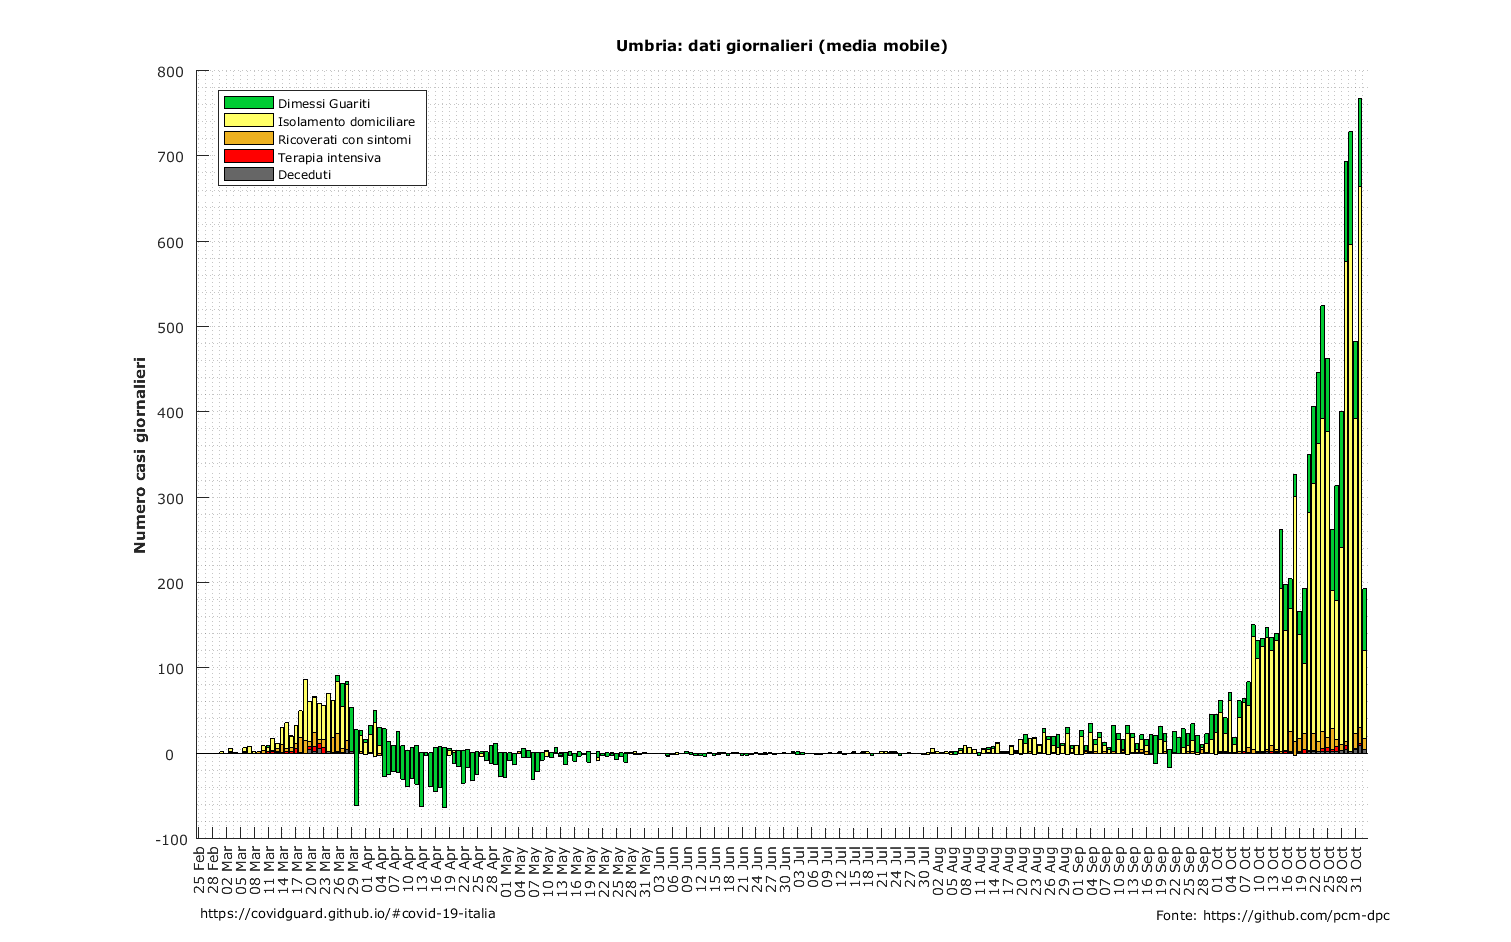 Umbria: dati giornalieri (media mobile)
Dimessi Guariti
Isolamento domiciliare
Ricoverati con sintomi
Terapia intensiva
Deceduti
Numero casi giornalieri
800
700
600
500
400
300
200
100
0
-100
25 Feb
28 Feb
02 Mar
05 Mar
08 Mar
11 Mar
14 Mar
17 Mar
20 Mar
23 Mar
26 Mar
29 Mar
01 Apr
04 Apr
07 Apr
10 Apr
13 Apr
16 Apr
19 Apr
22 Apr
25 Apr
28 Apr
01 May
04 May
07 May
10 May
13 May
16 May
19 May
22 May
25 May
28 May
31 May
03 Jun
06 Jun
09 Jun
12 Jun
15 Jun
18 Jun
21 Jun
24 Jun
27 Jun
30 Jun
03 Jul
06 Jul
09 Jul
12 Jul
15 Jul
18 Jul
21 Jul
24 Jul
27 Jul
30 Jul
02 Aug
05 Aug
08 Aug
11 Aug
14 Aug
17 Aug
20 Aug
23 Aug
26 Aug
29 Aug
01 Sep
04 Sep
07 Sep
10 Sep
13 Sep
16 Sep
19 Sep
22 Sep
25 Sep
28 Sep
01 Oct
04 Oct
07 Oct
10 Oct
13 Oct
16 Oct
19 Oct
22 Oct
25 Oct
28 Oct
31 Oct
https://covidguard.github.io/#covid-19-italia
Fonte: https://github.com/pcm-dpc